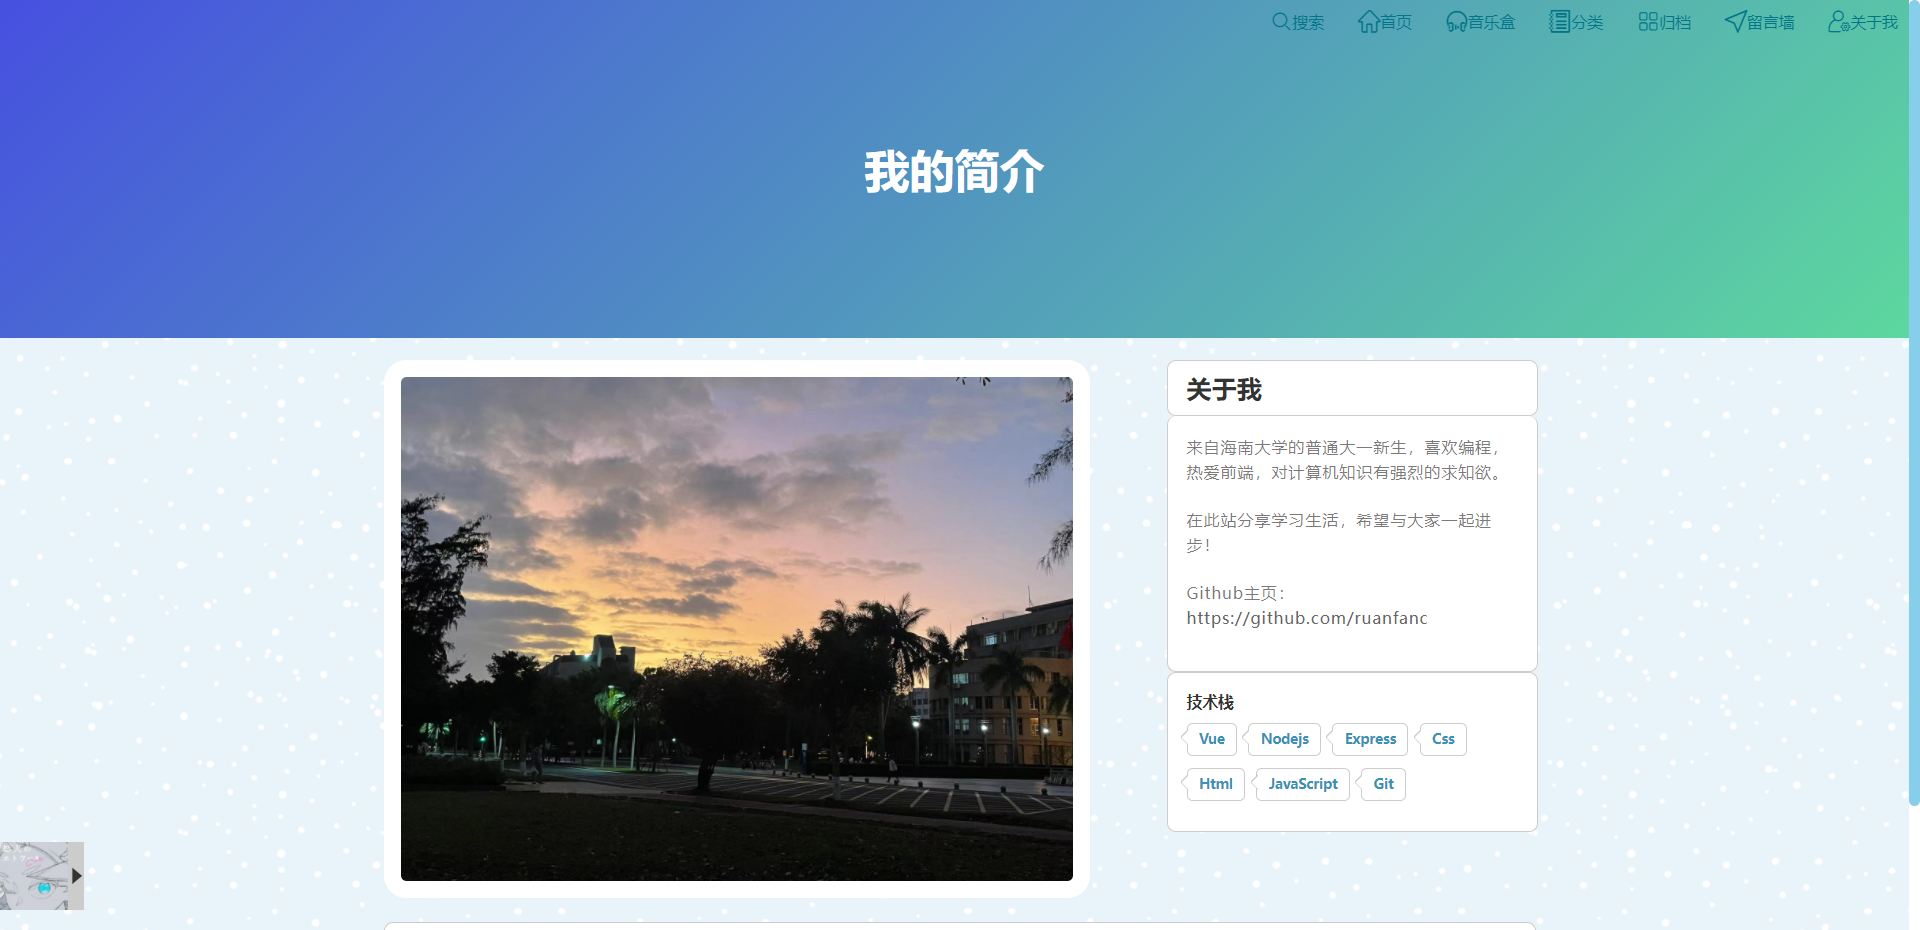 搜索 首页 音乐盒 分类 归档 留言墙 关于我
我的简介
关于我
来自海南大学的普通大一新生，喜欢编程，
热爱前端，对计算机知识有强烈的求知欲。
在此站分享学习生活，希望与大家一起进
步！
Github主页：
https://github.com/ruanfanc
技术栈
Vue Nodejs Express Css
Html JavaScript Git